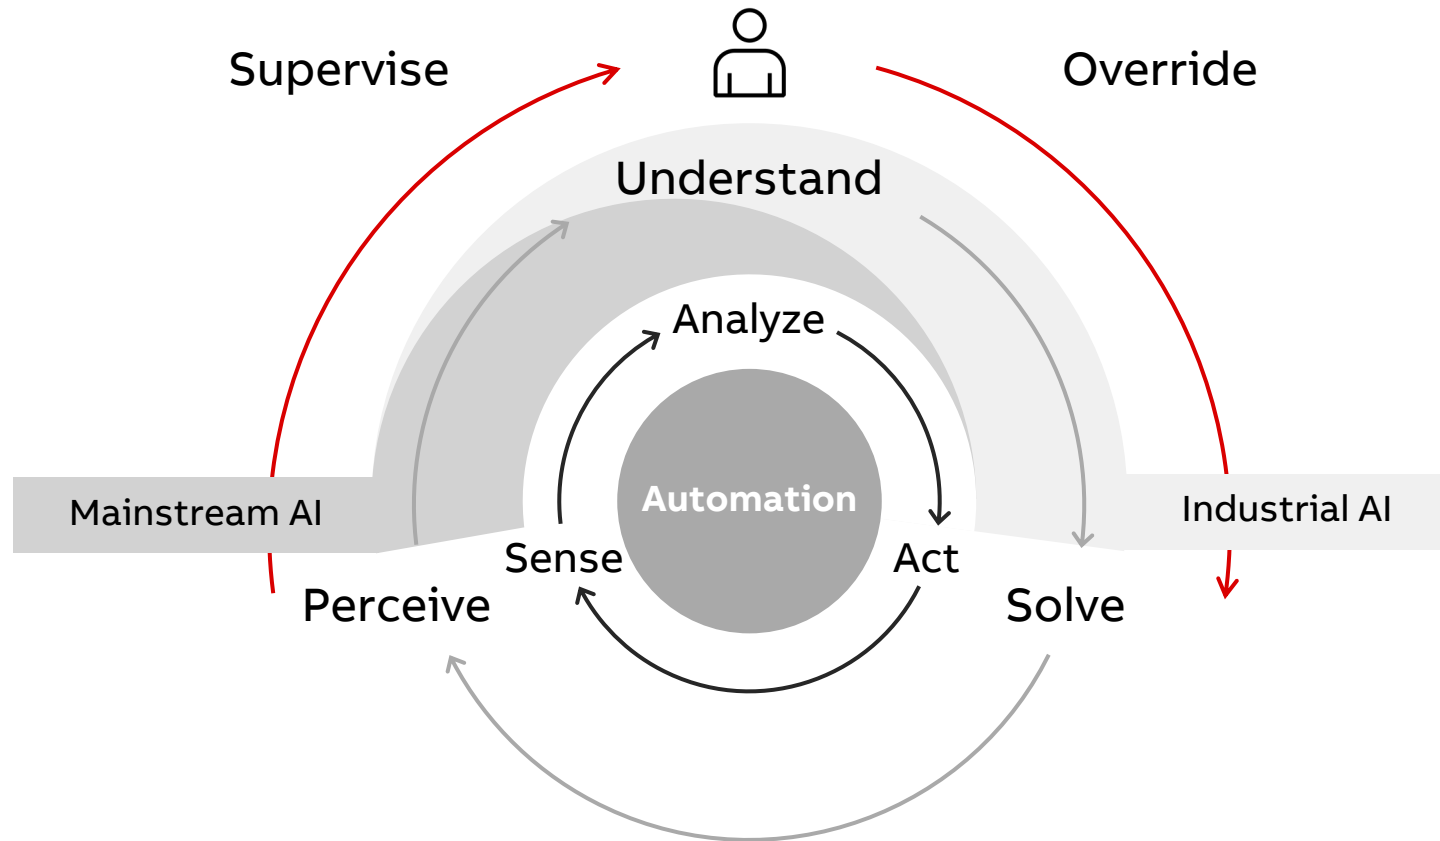 Supervise
Override
Understand
Analyze
Automation
Mainstream AI
Industrial AI
Sense
Act
Perceive
Solve